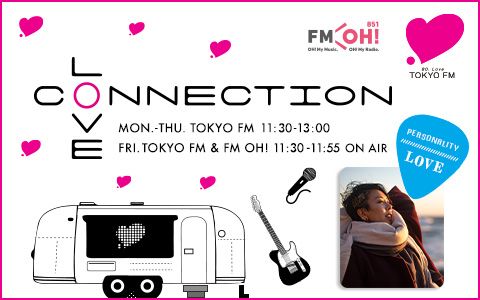 FM OH! 851
OH! My Music. OH! My Radio.
80. Love
TOKYO FM
LOVE
CONNECTION
MON.-THU. TOKYO FM 11:30-13:00
FRI. TOKYO FM & FM OH! 11:30-11:55 ON AIR
PERSONALITY
LOVE
L